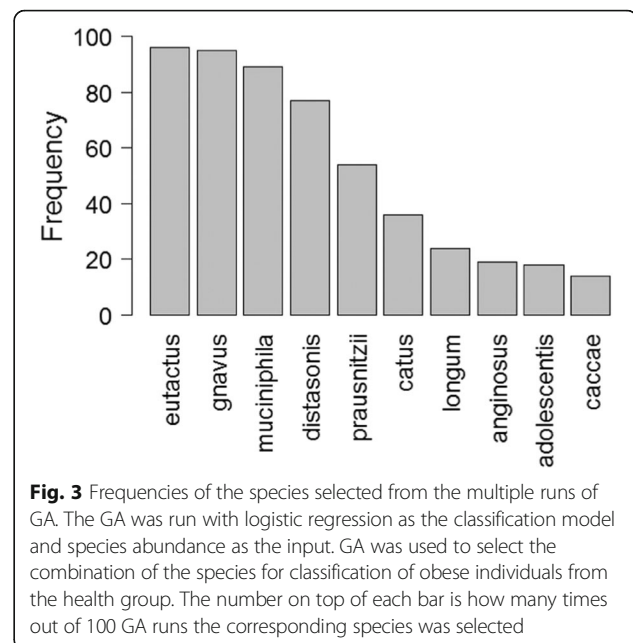 100
80
60
40
20
0
Frequency
eutactus
gnavus
muciniphila
distasonis
prausnitzii
catus
longum
anginosus
adolescentis
caccae
Fig. 3 Frequencies of the species selected from the multiple runs of
GA. The GA was run with logistic regression as the classification model
and species abundance as the input. GA was used to select the
combination of the species for classification of obese individuals from
the health group. The number on top of each bar is how many times
out of 100 GA runs the corresponding species was selected